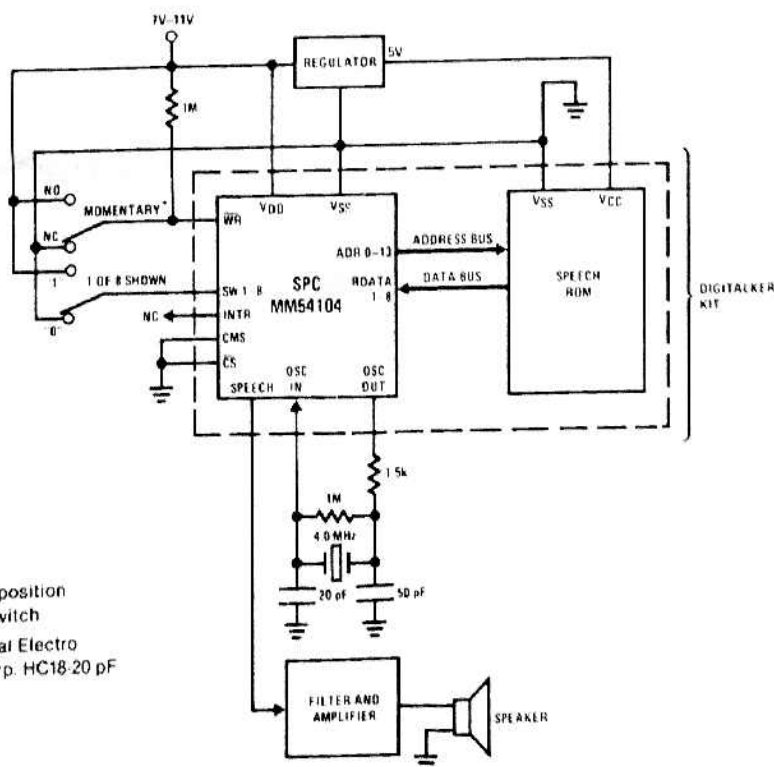 7V-11V
REGULATOR
5V
1M
NO
MOMENTARY*
NC
"1"
1 OF 8 SHOWN
"0"
WR
VDD
VSS
SW 1-8
NC
INTR
CMS
CS
SPC
MM54104
ADR 0-13
RDATA
1-8
SPEECH
OSC
IN
OSC
OUT
ADDRESS BUS
DATA BUS
VSS
VCC
SPEECH
ROM
DIGITALKER
KIT
1.5k
1M
4.0 MHz
20 pF
50 pF
position
witch
al Electro
rp. HC18-20 pF
FILTER AND
AMPLIFIER
SPEAKER